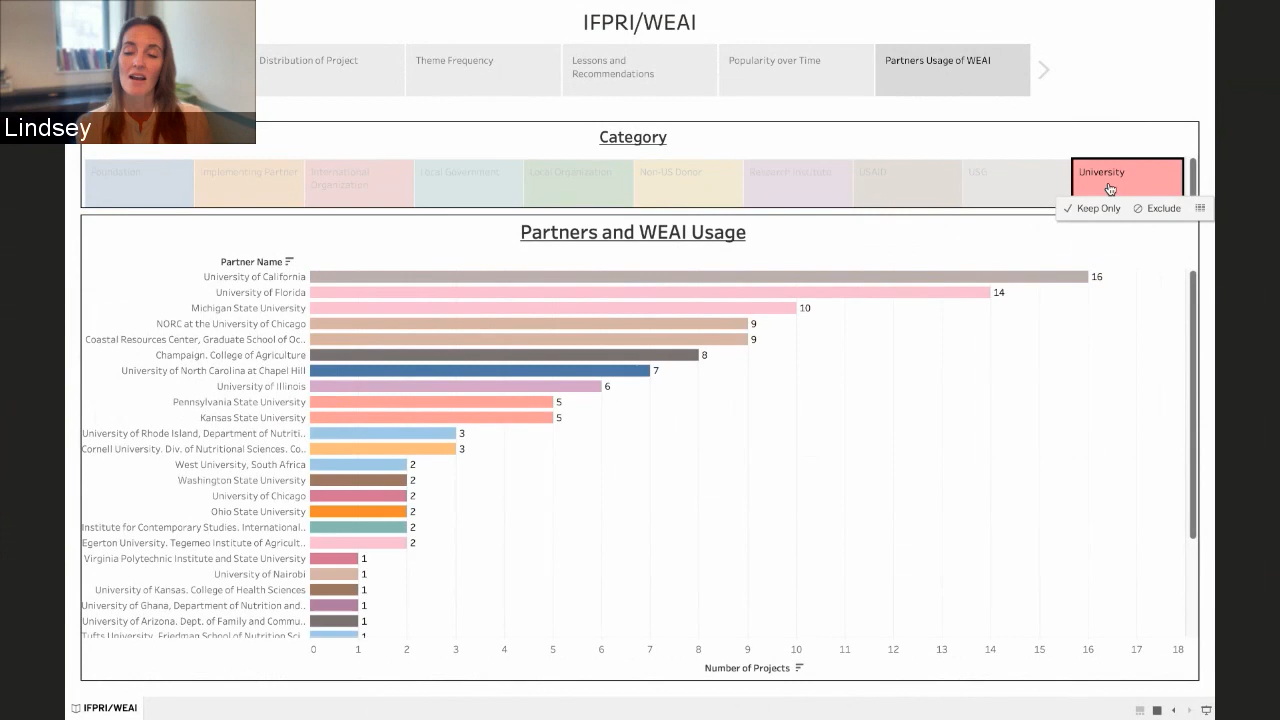 IFPRI/WEAI
Distribution of Project
Theme Frequency
Lessons and
Recommendations
Popularity over Time
Partners Usage of WEAI
Lindsey
Category
Foundation
Implementing Partner
International
Organization
Local Government
Local Organization
Non-US Donor
Research Institute
USAID
USG
University
Keep Only
Exclude
Partners and WEAI Usage
Partner Name
University of California 16
University of Florida 14
Michigan State University 10
NORC at the University of Chicago 9
Coastal Resources Center, Graduate School of Oc.. 9
Champaign. College of Agriculture 8
University of North Carolina at Chapel Hill 7
University of Illinois 6
Pennsylvania State University 5
Kansas State University 5
University of Rhode Island, Department of Nutriti.. 3
Cornell University. Div. of Nutritional Sciences. Co.. 3
West University, South Africa 2
Washington State University 2
University of Chicago 2
Ohio State University 2
Institute for Contemporary Studies. International.. 2
Egerton University. Tegemeo Institute of Agricult.. 2
Virginia Polytechnic Institute and State University 1
University of Nairobi 1
University of Kansas. College of Health Sciences 1
University of Ghana, Department of Nutrition and.. 1
University of Arizona. Dept. of Family and Commu.. 1
Tufts University. Friedman School of Nutrition Sci.. 1
0 1 2 3 4 5 6 7 8 9 10 11 12 13 14 15 16 17 18
Number of Projects
IFPRI/WEAI